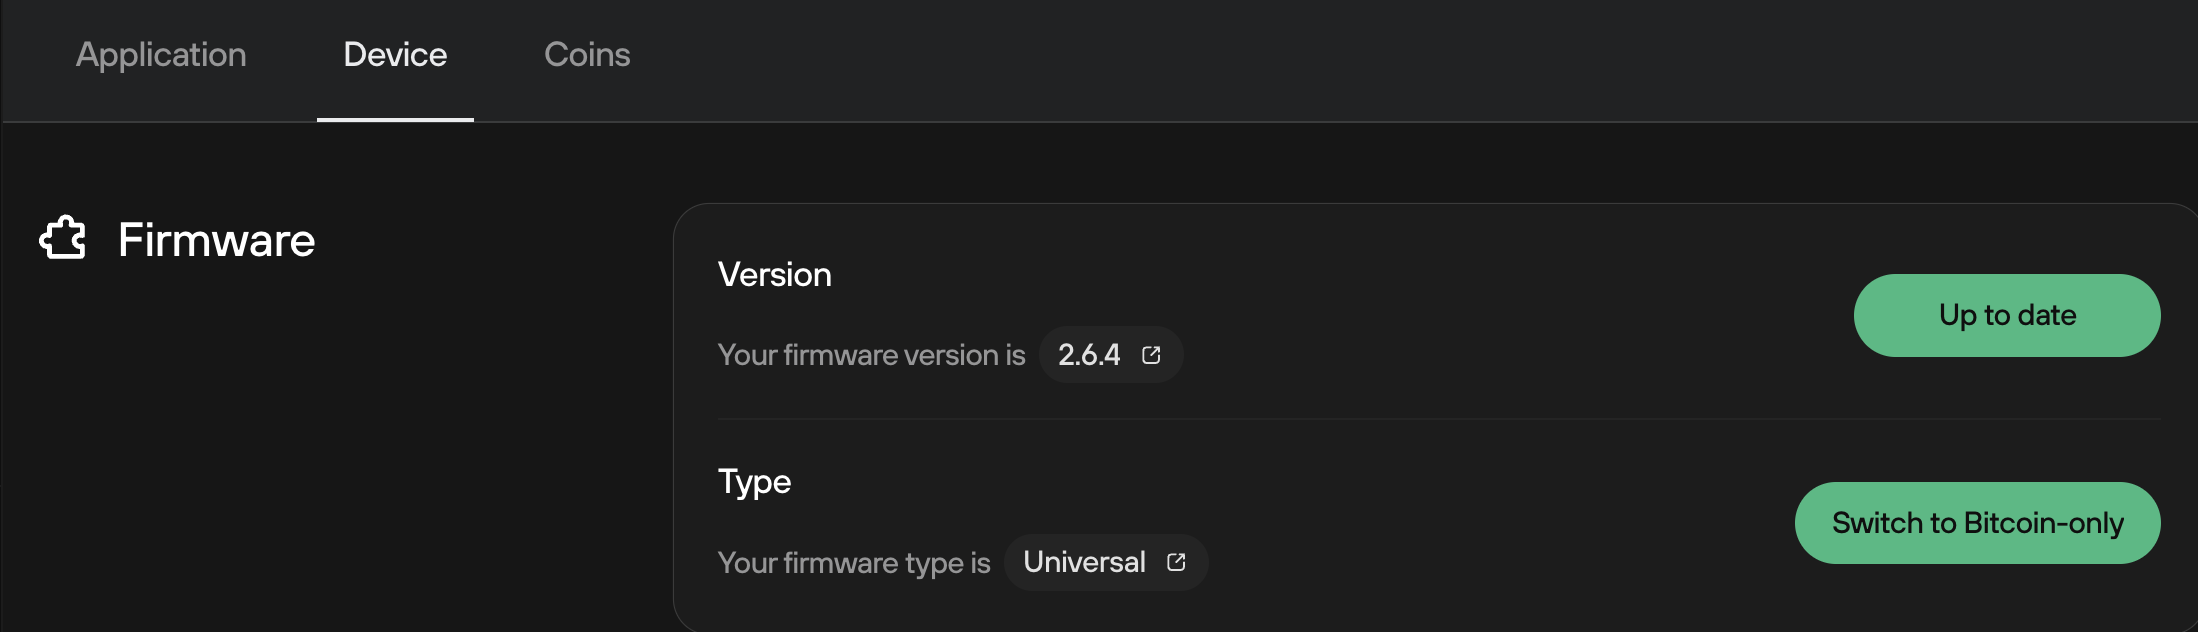 Application Device Coins
Firmware
Version
Your firmware version is 2.6.4
Up to date
Type
Your firmware type is Universal
Switch to Bitcoin-only